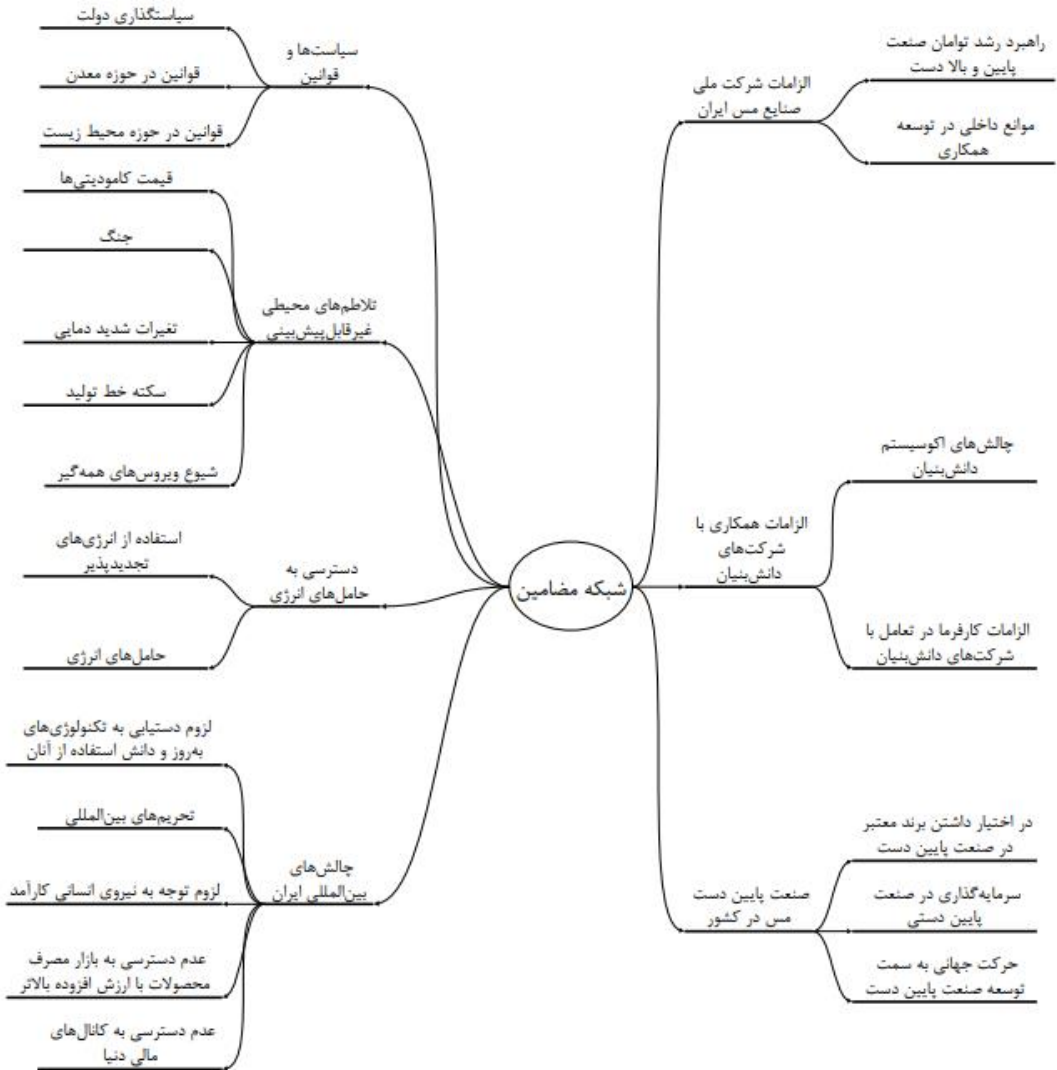 شبکه مضامین
الزامات شرکت ملی
صنایع مس ایران
راهبرد رشد توامان صنعت
پایین و بالا دست
موانع داخلی در توسعه
همکاری
الزامات همکاری با
شرکت‌های
دانش‌بنیان
چالش‌های اکوسیستم
دانش‌بنیان
الزامات کارفرما در تعامل با
شرکت‌های دانش‌بنیان
صنعت پایین دست
مس در کشور
در اختیار داشتن برند معتبر
در صنعت پایین دست
سرمایه‌گذاری در صنعت
پایین دستی
حرکت جهانی به سمت
توسعه صنعت پایین دست
سیاست‌ها و
قوانین
سیاستگذاری دولت
قوانین در حوزه معدن
قوانین در حوزه محیط زیست
تلاطم‌های محیطی
غیرقابل‌پیش‌بینی
قیمت کامودیتی‌ها
جنگ
تغیرات شدید دمایی
سکته خط تولید
شیوع ویروس‌های همه‌گیر
دسترسی به
حامل‌های انرژی
استفاده از انرژی‌های
تجدیدپذیر
حامل‌های انرژی
چالش‌های
بین‌المللی ایران
لزوم دستیابی به تکنولوژی‌های
به‌روز و دانش استفاده از آنان
تحریم‌های بین‌المللی
لزوم توجه به نیروی انسانی کارآمد
عدم دسترسی به بازار مصرف
محصولات با ارزش افزوده بالاتر
عدم دسترسی به کانال‌های
مالی دنیا